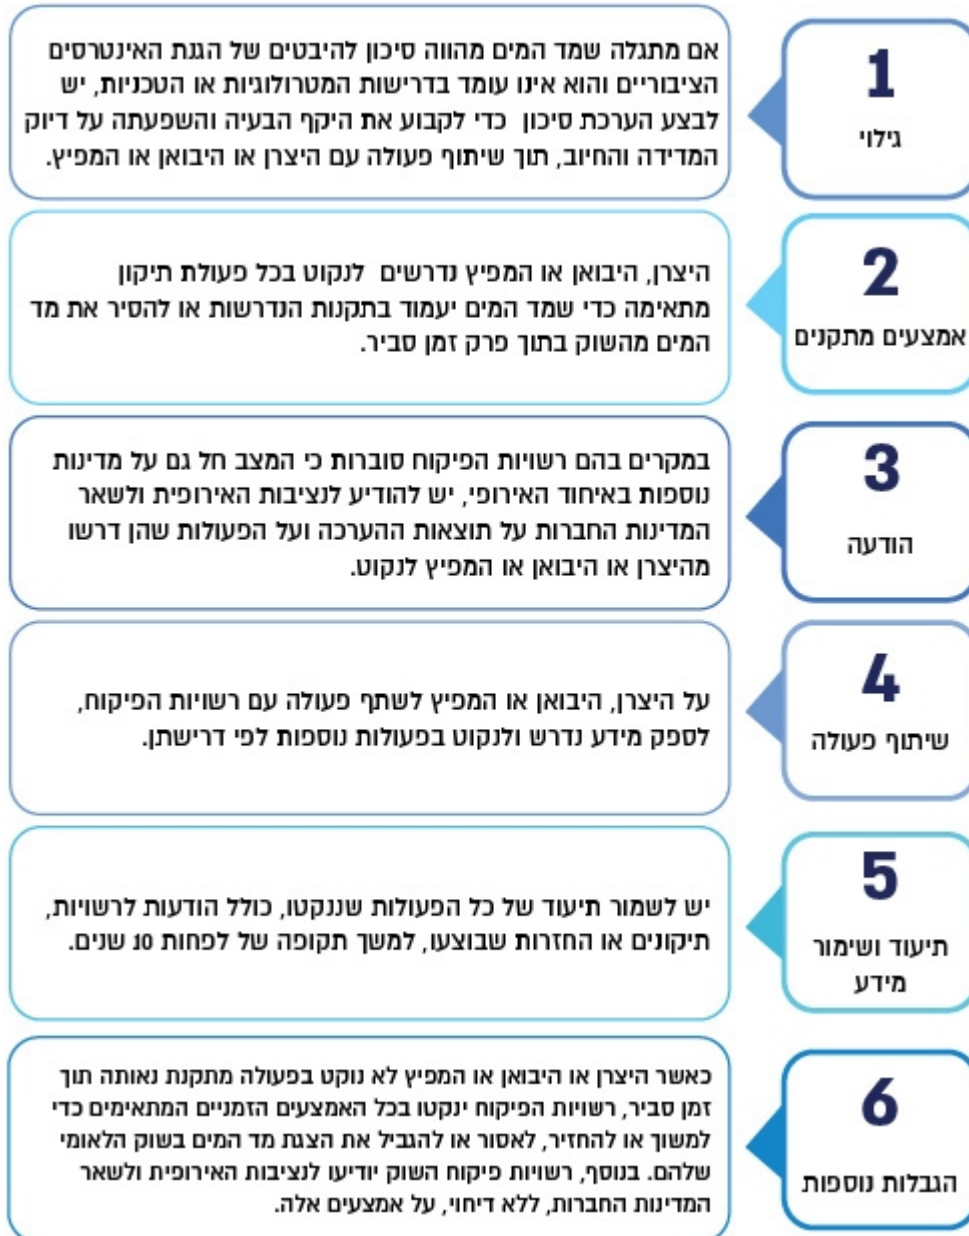 1
גילוי
אם מתגלה שמד המים מהווה סיכון להיבטים של הגנת האינטרסים
הציבוריים והוא אינו עומד בדרישות המטרולוגיות או הטכניות, יש
לבצע הערכת סיכון כדי לקבוע את היקף הבעיה והשפעתה על דיוק
המדידה והחיוב, תוך שיתוף פעולה עם היצרן או היבואן או המפיץ.
2
אמצעים מתקנים
היצרן, היבואן או המפיץ נדרשים לנקוט בכל פעולת תיקון
מתאימה כדי שמד המים יעמוד בתקנות הנדרשות או להסיר את מד
המים מהשוק בתוך פרק זמן סביר.
3
הודעה
במקרים בהם רשויות הפיקוח סוברות כי המצב חל גם על מדינות
נוספות באיחוד האירופי, יש להודיע לנציבות האירופית ולשאר
המדינות החברות על תוצאות ההערכה ועל הפעולות שהן דרשו
מהיצרן או היבואן או המפיץ לנקוט.
4
שיתוף פעולה
על היצרן, היבואן או המפיץ לשתף פעולה עם רשויות הפיקוח,
לספק מידע נדרש ולנקוט בפעולות נוספות לפי דרישתן.
5
תיעוד ושימור
מידע
יש לשמור תיעוד של כל הפעולות שננקטו, כולל הודעות לרשויות,
תיקונים או החזרות שבוצעו, למשך תקופה של לפחות 10 שנים.
6
הגבלות נוספות
כאשר היצרן או היבואן או המפיץ לא נוקט בפעולה מתקנת נאותה תוך
זמן סביר, רשויות הפיקוח ינקטו בכל האמצעים הזמניים המתאימים כדי
למשוך או להחזיר, לאסור או להגביל את הצגת מד המים בשוק הלאומי
שלהם. בנוסף, רשויות פיקוח השוק יודיעו לנציבות האירופית ולשאר
המדינות החברות, ללא דיחוי, על אמצעים אלה.